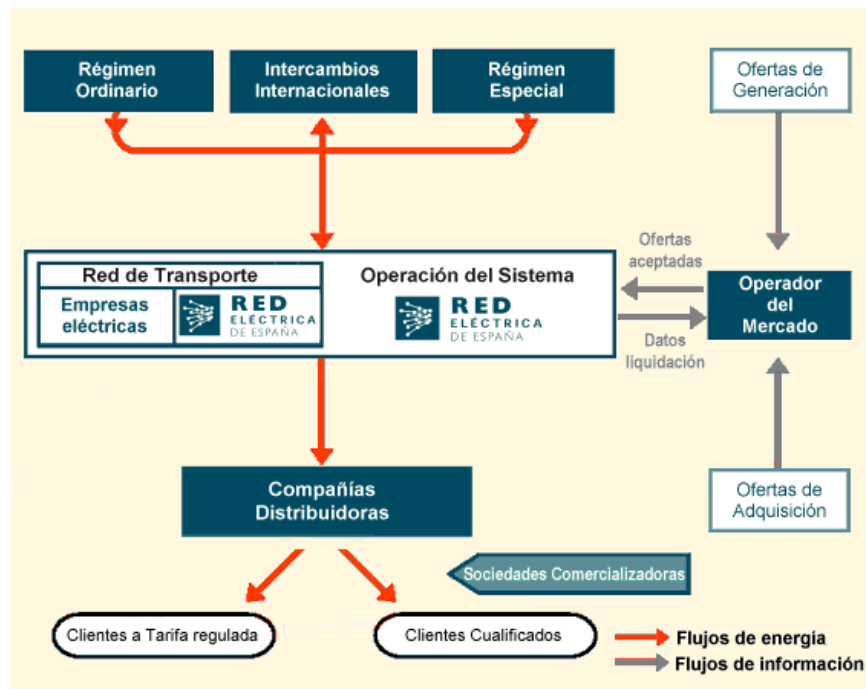 Régimen
Ordinario
Intercambios
Internacionales
Régimen
Especial
Ofertas de
Generación
Red de Transporte
Empresas
eléctricas
RED
ELÉCTRICA
DE ESPAÑA
Operación del Sistema
RED
ELÉCTRICA
DE ESPAÑA
Ofertas
aceptadas
Datos
liquidación
Operador
del
Mercado
Compañías
Distribuidoras
Ofertas de
Adquisición
Sociedades Comercializadoras
Clientes a Tarifa regulada
Clientes Cualificados
Flujos de energía
Flujos de información